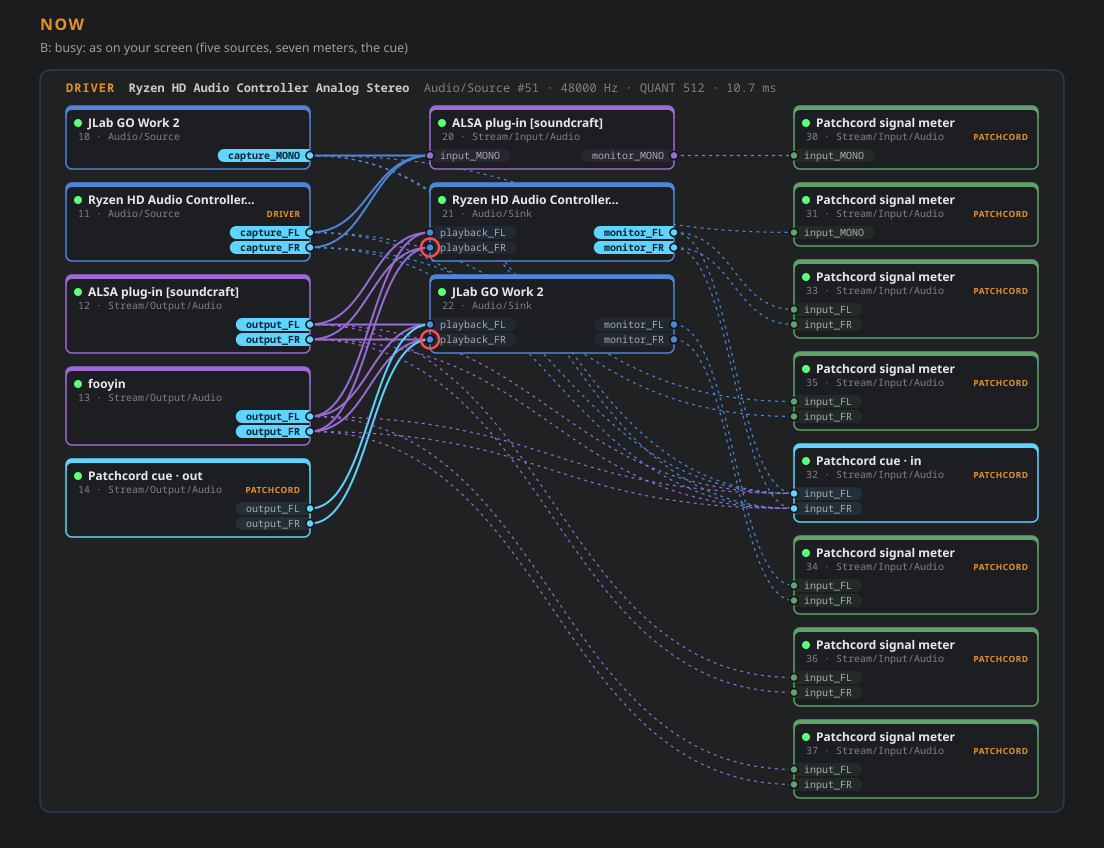 NOW
B: busy: as on your screen (five sources, seven meters, the cue)
DRIVER Ryzen HD Audio Controller Analog Stereo Audio/Source #51 · 48000 Hz · QUANT 512 · 10.7 ms
JLab GO Work 2
10 · Audio/Source
capture_MONO
Ryzen HD Audio Controller…
11 · Audio/Source DRIVER
capture_FL
capture_FR
ALSA plug-in [soundcraft]
12 · Stream/Output/Audio
output_FL
output_FR
fooyin
13 · Stream/Output/Audio
output_FL
output_FR
Patchcord cue · out
14 · Stream/Output/Audio PATCHCORD
output_FL
output_FR
ALSA plug-in [soundcraft]
20 · Stream/Input/Audio
input_MONO monitor_MONO
Ryzen HD Audio Controller…
21 · Audio/Sink
playback_FL monitor_FL
playback_FR monitor_FR
JLab GO Work 2
22 · Audio/Sink
playback_FL monitor_FL
playback_FR monitor_FR
Patchcord signal meter
30 · Stream/Input/Audio PATCHCORD
input_MONO
Patchcord signal meter
31 · Stream/Input/Audio PATCHCORD
input_MONO
Patchcord signal meter
33 · Stream/Input/Audio PATCHCORD
input_FL
input_FR
Patchcord signal meter
35 · Stream/Input/Audio PATCHCORD
input_FL
input_FR
Patchcord cue · in
32 · Stream/Input/Audio PATCHCORD
input_FL
input_FR
Patchcord signal meter
34 · Stream/Input/Audio PATCHCORD
input_FL
input_FR
Patchcord signal meter
36 · Stream/Input/Audio PATCHCORD
input_FL
input_FR
Patchcord signal meter
37 · Stream/Input/Audio PATCHCORD
input_FL
input_FR